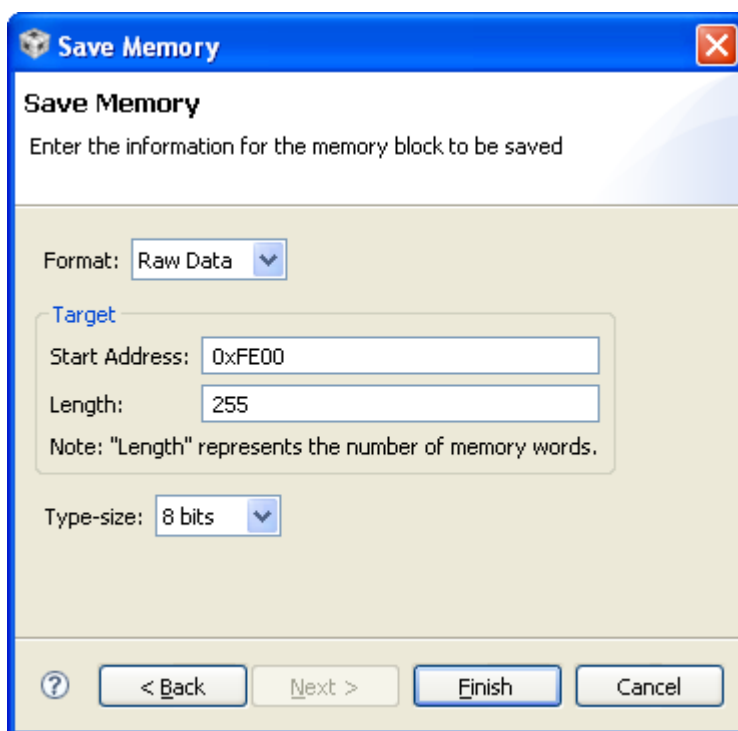 Save Memory
Save Memory
Enter the information for the memory block to be saved
Format: Raw Data
Target
Start Address: 0xFE00
Length: 255
Note: "Length" represents the number of memory words.
Type-size: 8 bits
? < Back Next > Finish Cancel